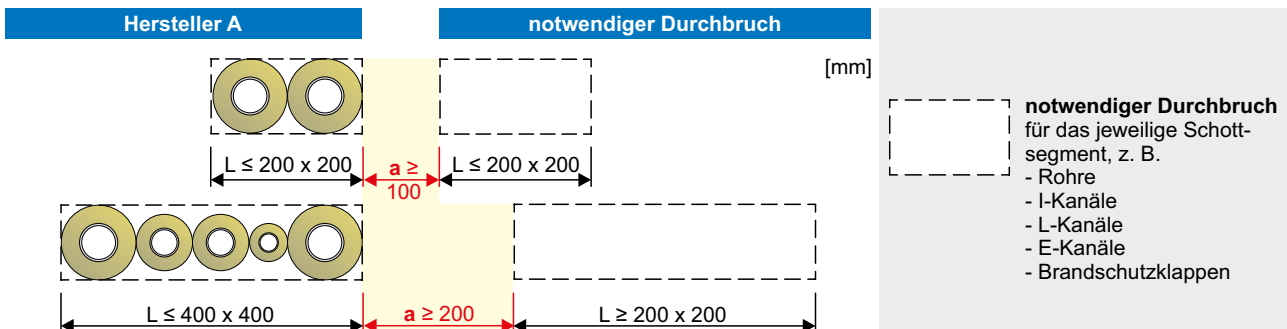 Hersteller A
notwendiger Durchbruch
[mm]
L ≤ 200 x 200
a ≥
100
L ≤ 200 x 200
L ≤ 400 x 400
a ≥ 200
L ≥ 200 x 200
notwendiger Durchbruch
für das jeweilige Schott-
segment, z. B.
- Rohre
- I-Kanäle
- L-Kanäle
- E-Kanäle
- Brandschutzklappen